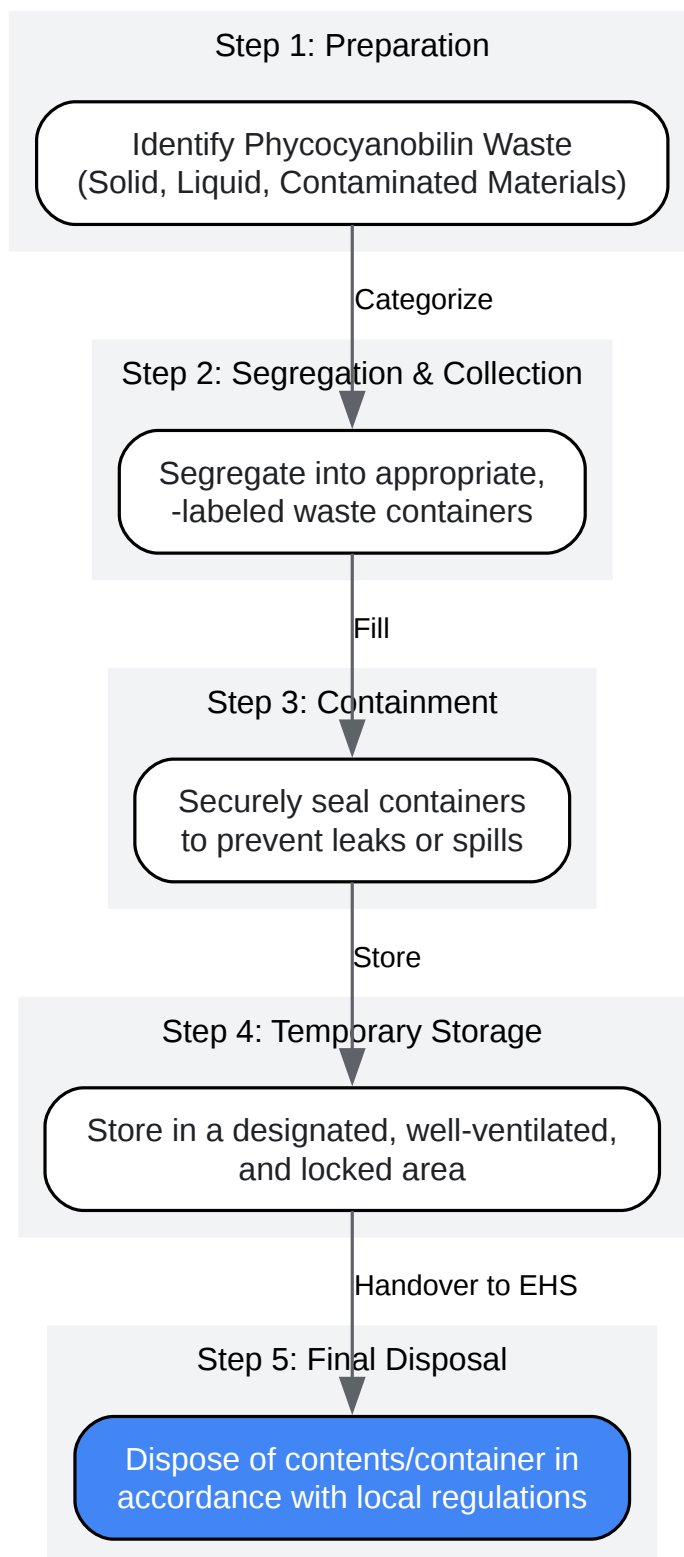 Step 1: Preparation
Identify Phycocyanobilin Waste
(Solid, Liquid, Contaminated Materials)
Categorize
Step 2: Segregation & Collection
Segregate into appropriate,
-labeled waste containers
Fill
Step 3: Containment
Securely seal containers
to prevent leaks or spills
Store
Step 4: Temporary Storage
Store in a designated, well-ventilated,
and locked area
Handover to EHS
Step 5: Final Disposal
Dispose of contents/container in
accordance with local regulations